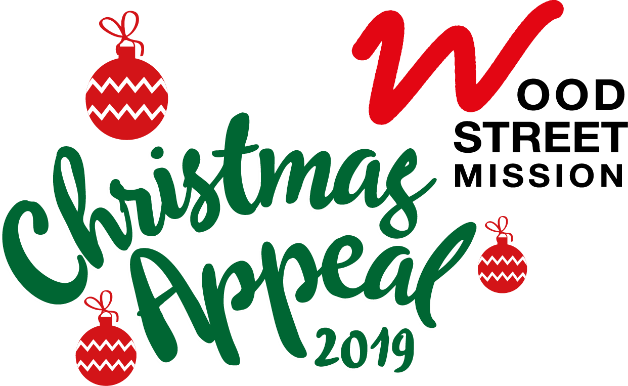 WOOD
STREET
MISSION
Christmas
Appeal
2019